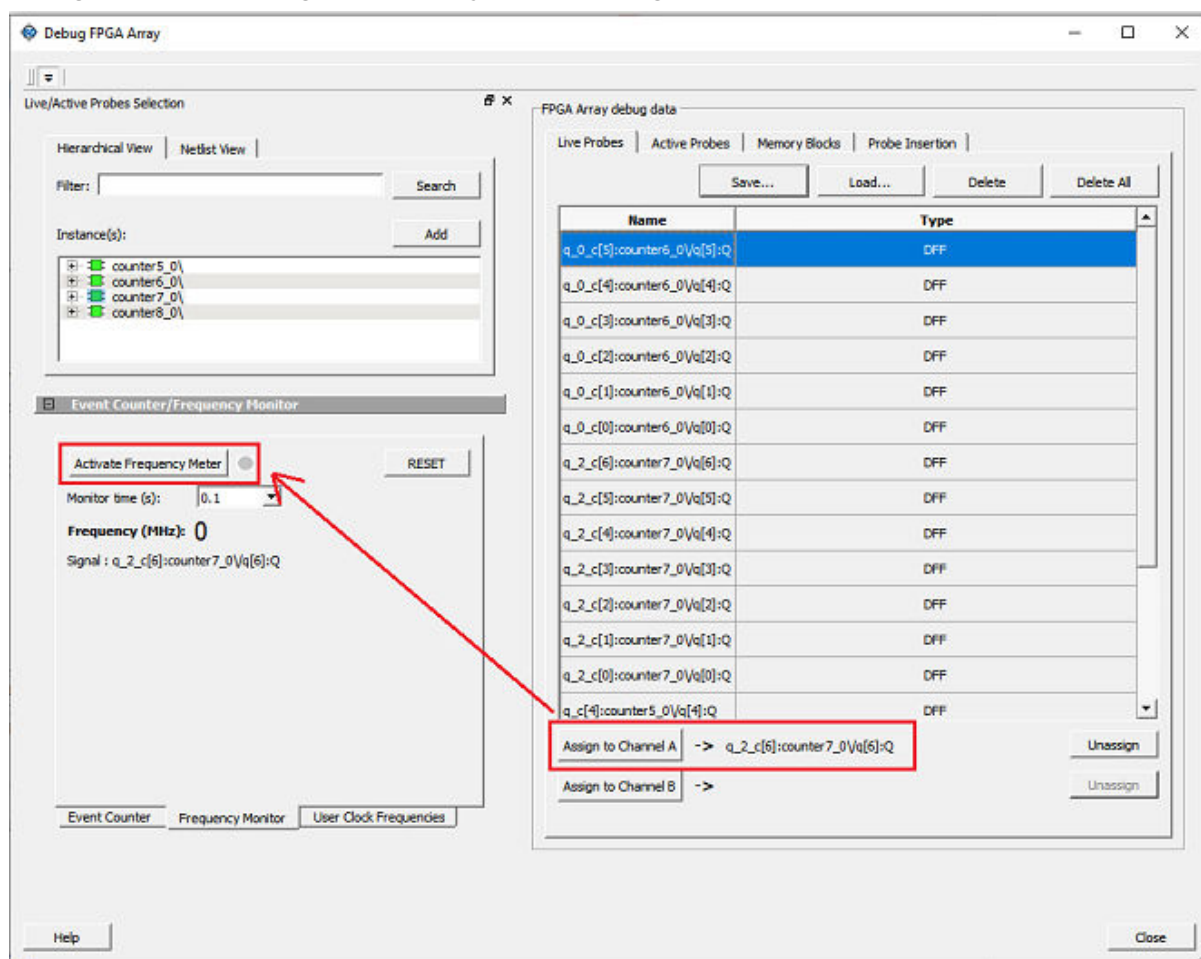 Debug FPGA Array
Live/Active Probes Selection
Hierarchical View
Netlist View
Filter:
Search
Instance(s):
Add
counter5_0\
counter6_0\
counter7_0\
counter8_0\
Event Counter/Frequency Monitor
Activate Frequency Meter
RESET
Monitor time (s):
0.1
Frequency (MHz): 0
Signal : q_2_c[6]:counter7_0\/q[6]:Q
Event Counter
Frequency Monitor
User Clock Frequencies
FPGA Array debug data
Live Probes
Active Probes
Memory Blocks
Probe Insertion
Save...
Load...
Delete
Delete All
Name Type
q_0_c[5]:counter6_0\/q[5]:Q DFF
q_0_c[4]:counter6_0\/q[4]:Q DFF
q_0_c[3]:counter6_0\/q[3]:Q DFF
q_0_c[2]:counter6_0\/q[2]:Q DFF
q_0_c[1]:counter6_0\/q[1]:Q DFF
q_0_c[0]:counter6_0\/q[0]:Q DFF
q_2_c[6]:counter7_0\/q[6]:Q DFF
q_2_c[5]:counter7_0\/q[5]:Q DFF
q_2_c[4]:counter7_0\/q[4]:Q DFF
q_2_c[3]:counter7_0\/q[3]:Q DFF
q_2_c[2]:counter7_0\/q[2]:Q DFF
q_2_c[1]:counter7_0\/q[1]:Q DFF
q_2_c[0]:counter7_0\/q[0]:Q DFF
q_c[4]:counter5_0\/q[4]:Q DFF
Assign to Channel A -> q_2_c[6]:counter7_0\/q[6]:Q
Unassign
Assign to Channel B ->
Unassign
Help
Close